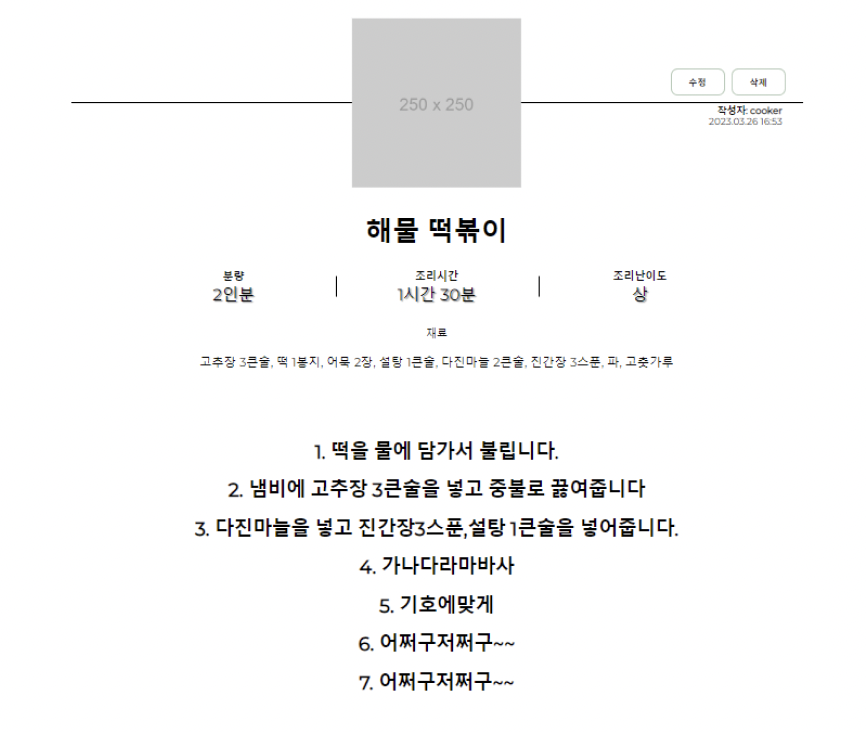 수정 삭제
250 x 250
작성자: cooker
2023.03.26 16:53
해물 떡볶이
분량 조리시간 조리난이도
2인분 1시간 30분 상
재료
고추장 3큰술, 떡 1봉지, 어묵 2장, 설탕 1큰술, 다진마늘 2큰술, 진간장 3스푼, 파, 고춧가루
1. 떡을 물에 담가서 불립니다.
2. 냄비에 고추장 3큰술을 넣고 중불로 끓여줍니다
3. 다진마늘을 넣고 진간장3스푼,설탕 1큰술을 넣어줍니다.
4. 가나다라마바사
5. 기호에맞게
6. 어쩌구저쩌구~~
7. 어쩌구저쩌구~~